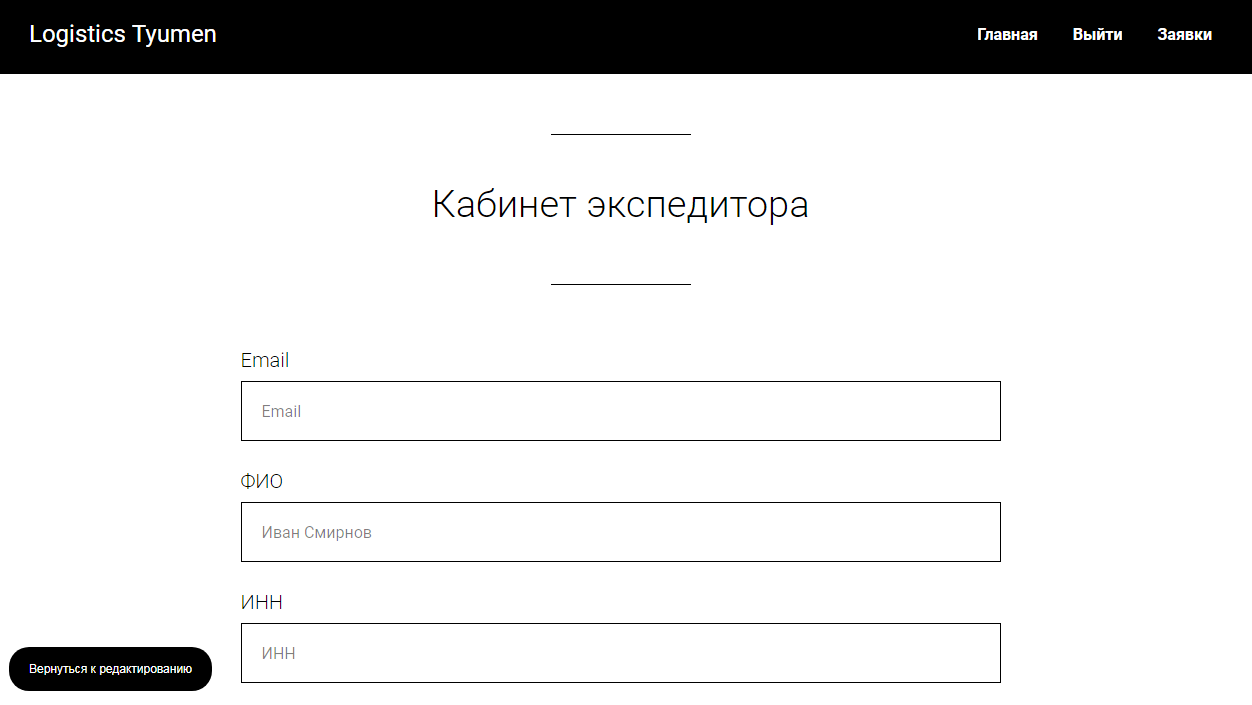 Logistics Tyumen
Главная Выйти Заявки
Кабинет экспедитора
Email
Email
ФИО
Иван Смирнов
ИНН
ИНН
Вернуться к редактированию